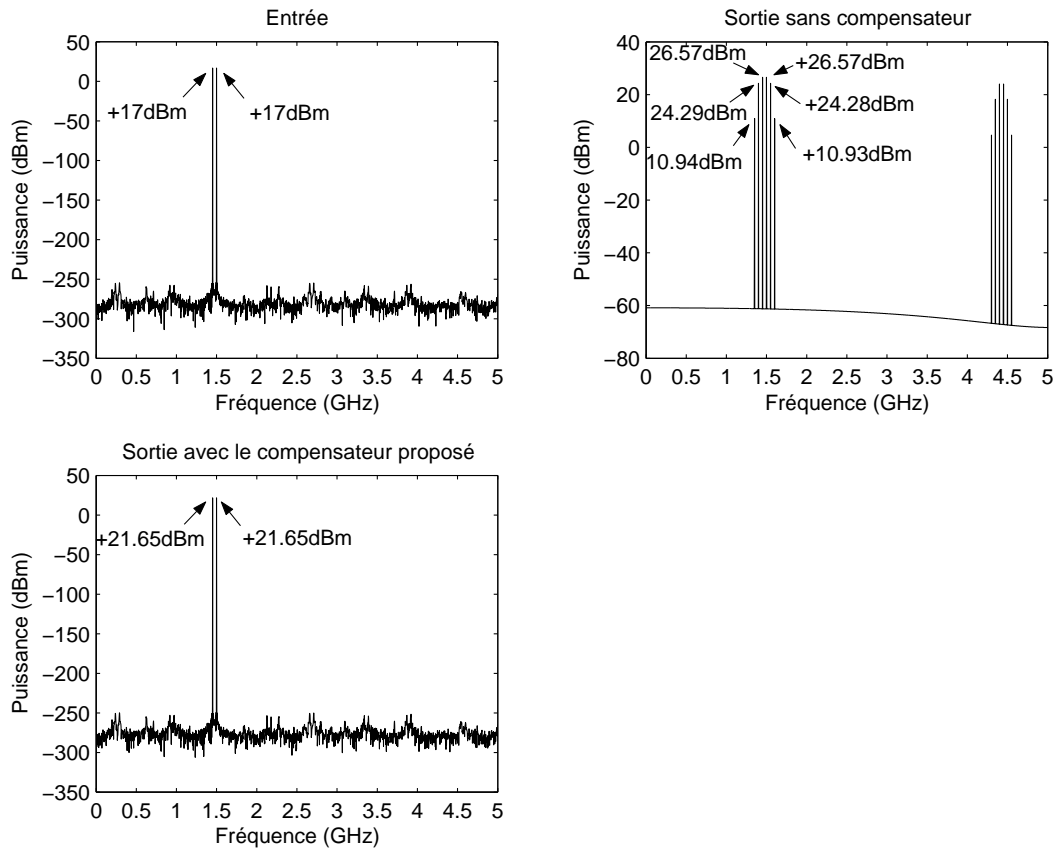 Entrée
50
0
−50
−100
−150
−200
−250
−300
−350
Puissance (dBm)
+17dBm
+17dBm
0 0.5 1 1.5 2 2.5 3 3.5 4 4.5 5
Fréquence (GHz)
Sortie sans compensateur
40
20
0
−20
−40
−60
−80
Puissance (dBm)
26.57dBm
+26.57dBm
24.29dBm
+24.28dBm
10.94dBm
+10.93dBm
0 0.5 1 1.5 2 2.5 3 3.5 4 4.5 5
Fréquence (GHz)
Sortie avec le compensateur proposé
50
0
−50
−100
−150
−200
−250
−300
−350
Puissance (dBm)
+21.65dBm
+21.65dBm
0 0.5 1 1.5 2 2.5 3 3.5 4 4.5 5
Fréquence (GHz)